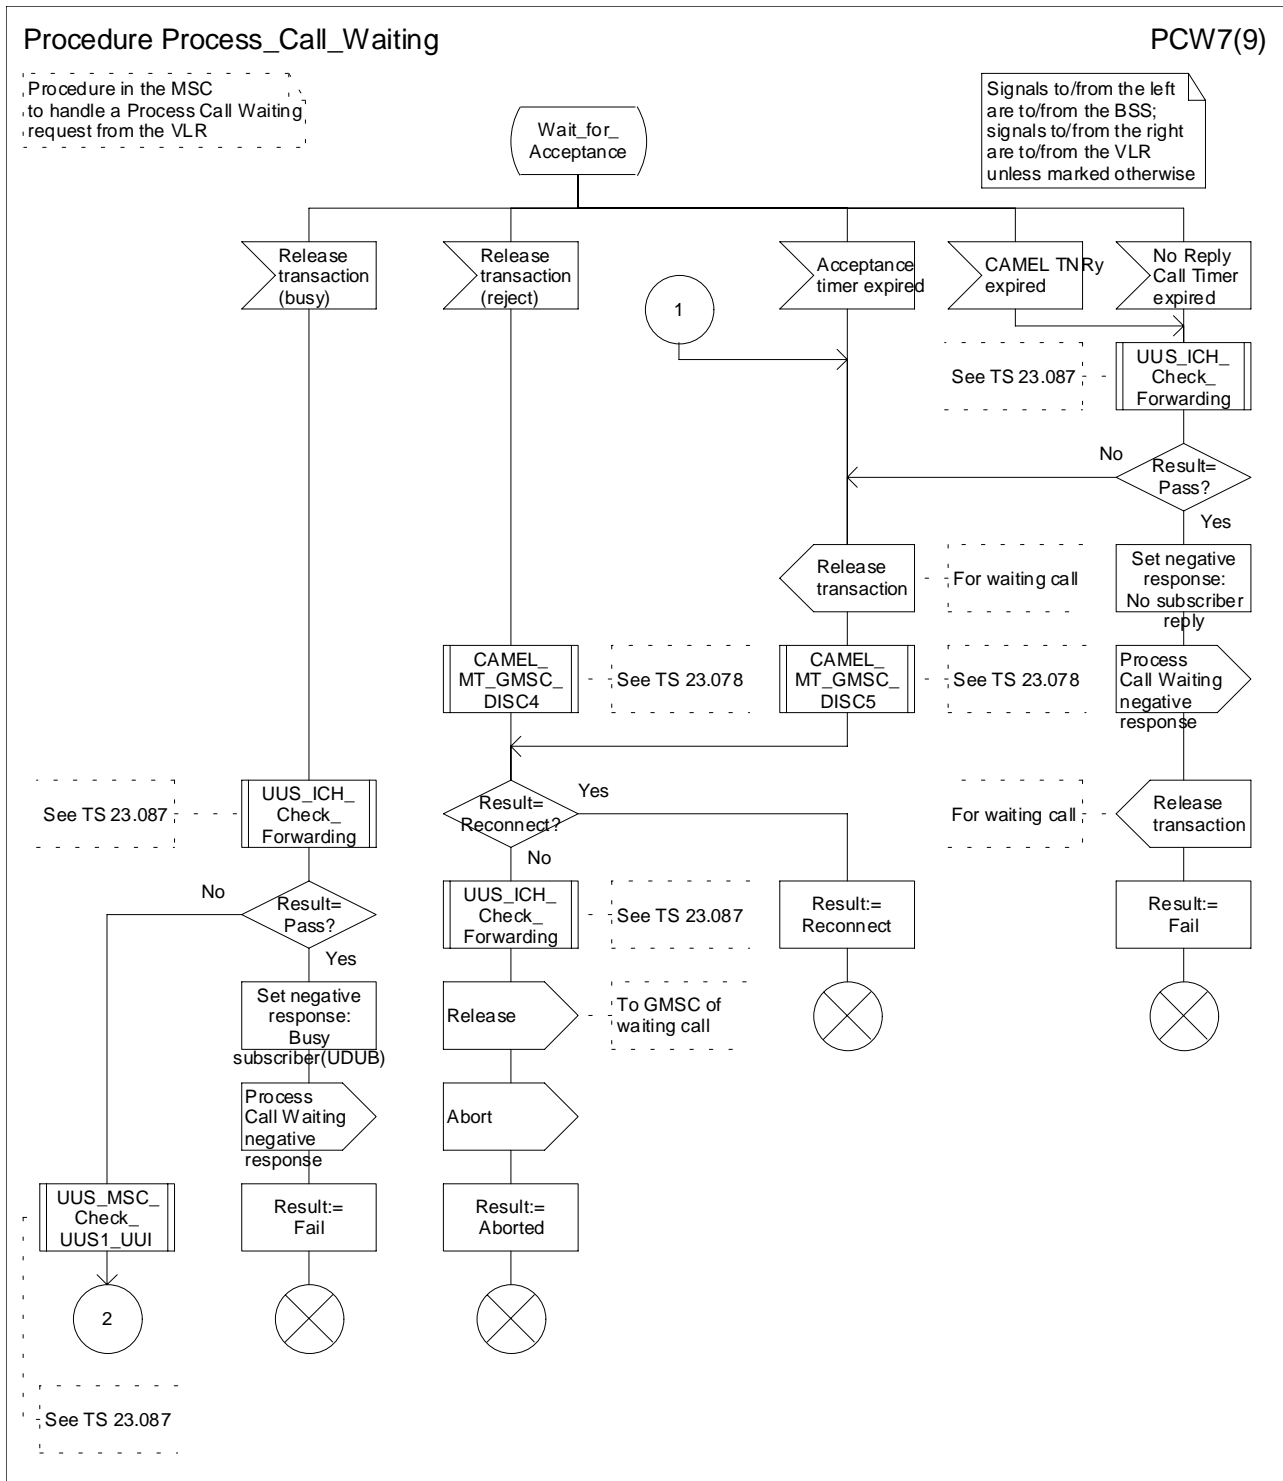 Procedure Process_Call_Waiting
PCW7(9)
Procedure in the MSC
to handle a Process Call Waiting
request from the VLR
Signals to/from the left
are to/from the BSS;
signals to/from the right
are to/from the VLR
unless marked otherwise
Wait_for_
Acceptance
Release
transaction
(busy)
Release
transaction
(reject)
Acceptance
timer expired
CAMEL TNRy
expired
No Reply
Call Timer
expired
1
See TS 23.087
UUS_ICH_
Check_
Forwarding
No
Result=
Pass?
Yes
Release
transaction
For waiting call
Set negative
response:
No subscriber
reply
CAMEL_
MT_GMSC_
DISC4
See TS 23.078
CAMEL_
MT_GMSC_
DISC5
See TS 23.078
Process
Call Waiting
negative
response
See TS 23.087
UUS_ICH_
Check_
Forwarding
Result=
Reconnect?
Yes
No
For waiting call
Release
transaction
No
Result=
Pass?
Yes
UUS_ICH_
Check_
Forwarding
See TS 23.087
Result:=
Reconnect
Result:=
Fail
Set negative
response:
Busy
subscriber(UDUB)
Release
To GMSC of
waiting call
Process
Call Waiting
negative
response
Abort
UUS_MSC_
Check_
UUS1_UUI
Result:=
Fail
Result:=
Aborted
2
See TS 23.087